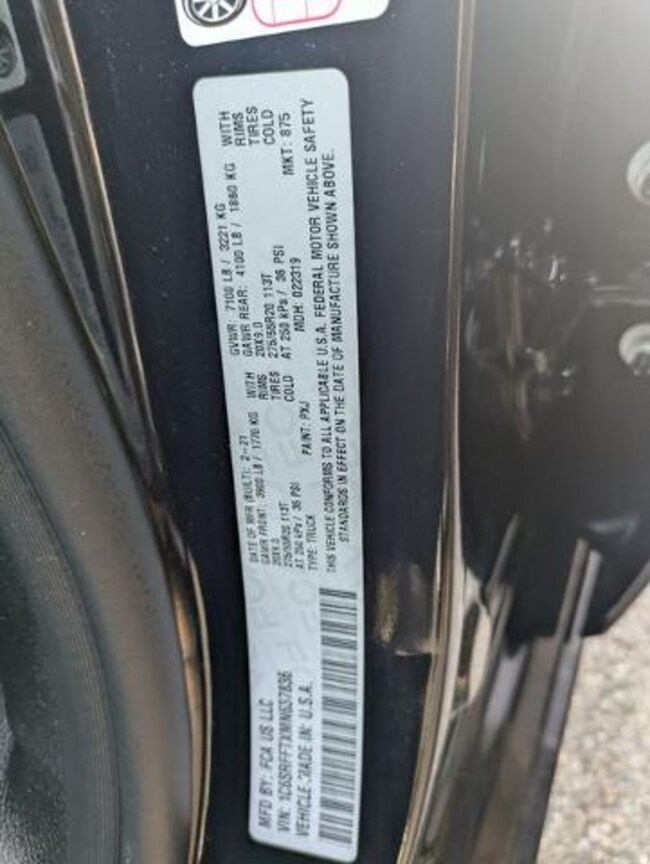 MFD BY: FCA US LLC
DATE OF MFR (BUILT): 2-21
GVWR: 7100 LB / 3221 KG
GAWR FRONT: 3900 LB / 1770 KG
WITH
GAWR REAR: 4100 LB / 1860 KG
WITH
20X9.0
RIMS
20X9.0
RIMS
275/55R20 113T
TIRES
275/55R20 113T
TIRES
AT 250 kPs / 36 PSI
COLD
AT 250 kPs / 36 PSI
COLD
VIN:
TYPE: TRUCK
PAINT: PXJ
MDH: 022319
MKT: 875
VEHICLE MADE IN: U.S.A.
THIS VEHICLE CONFORMS TO ALL APPLICABLE U.S.A. FEDERAL MOTOR VEHICLE SAFETY
STANDARDS IN EFFECT ON THE DATE OF MANUFACTURE SHOWN ABOVE.